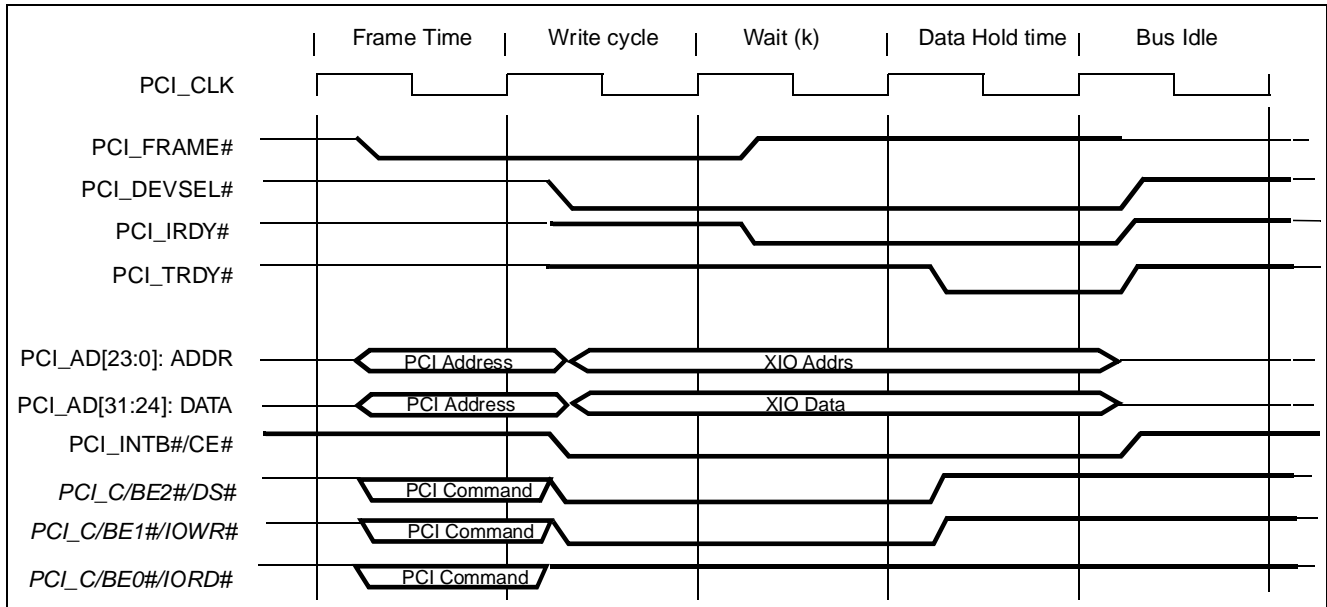 Frame Time Write cycle Wait (k) Data Hold time Bus Idle
PCI_CLK
PCI_FRAME#
PCI_DEVSEL#
PCI_IRDY#
PCI_TRDY#
PCI_AD[23:0]: ADDR PCI Address XIO Addrs
PCI_AD[31:24]: DATA PCI Address XIO Data
PCI_INTB#/CE#
PCI_C/BE2#/DS# PCI Command
PCI_C/BE1#/IOWR# PCI Command
PCI_C/BE0#/IORD# PCI Command